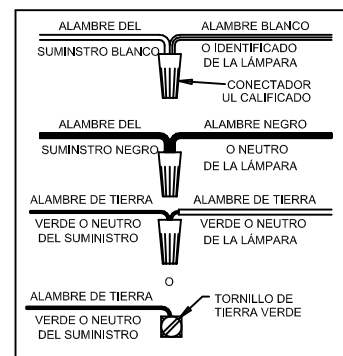 ALAMBRE DEL
SUMINSTRO BLANCO
ALAMBRE BLANCO
O IDENTIFICADO
DE LA LÁMPARA
CONECTADOR
UL CALIFICADO
ALAMBRE DEL
SUMINSTRO NEGRO
ALAMBRE NEGRO
O NEUTRO
DE LA LÁMPARA
ALAMBRE DE TIERRA
VERDE O NEUTRO
DEL SUMINISTRO
ALAMBRE DE TIERRA
VERDE O NEUTRO
DE LA LÁMPARA
O
ALAMBRE DE TIERRA
VERDE O NEUTRO
DEL SUMINISTRO
TORNILLO DE
TIERRA VERDE